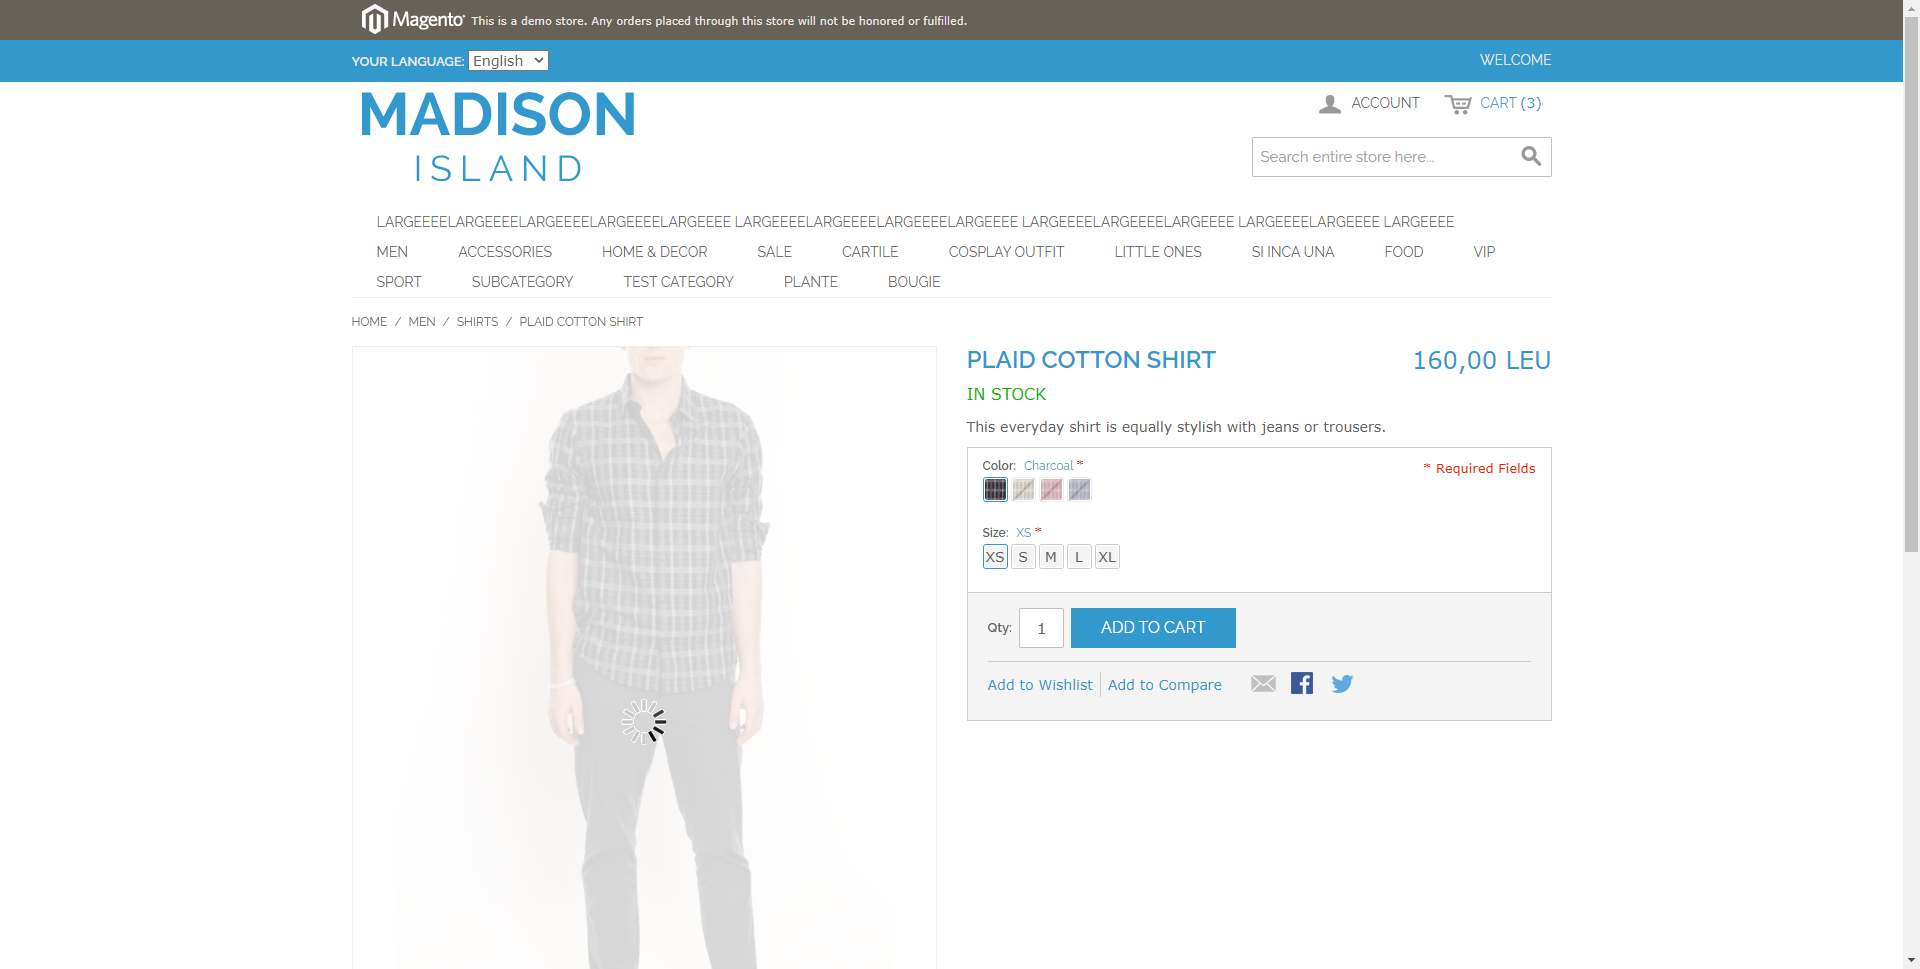 Magento This is a demo store. Any orders placed through this store will not be honored or fulfilled.
YOUR LANGUAGE: English WELCOME
MADISON
ISLAND
ACCOUNT CART (3)
Search entire store here...
LARGEEEELARGEEEELARGEEEELARGEEEELARGEEEE LARGEEEELARGEEEELARGEEEELARGEEEE LARGEEEELARGEEEELARGEEEE LARGEEEELARGEEEE LARGEEEE
MEN ACCESSORIES HOME & DECOR SALE CARTILE COSPLAY OUTFIT LITTLE ONES SI INCA UNA FOOD VIP
SPORT SUBCATEGORY TEST CATEGORY PLANTE BOUGIE
HOME / MEN / SHIRTS / PLAID COTTON SHIRT
PLAID COTTON SHIRT 160,00 LEU
IN STOCK
This everyday shirt is equally stylish with jeans or trousers.
Color: Charcoal * * Required Fields
Size: XS *
XS S M L XL
Qty: 1 ADD TO CART
Add to Wishlist Add to Compare